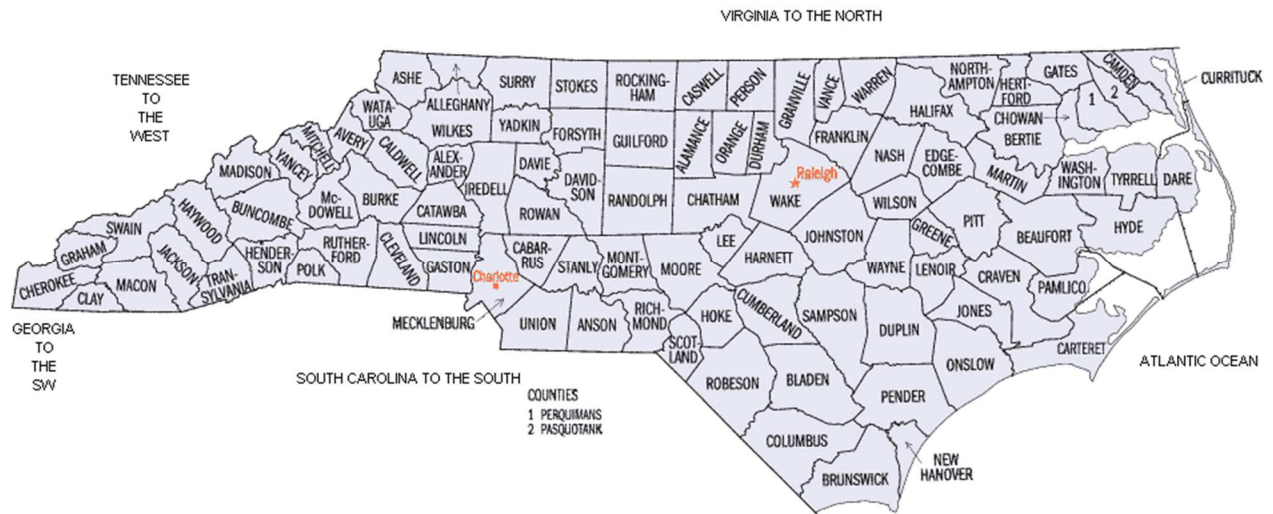 VIRGINIA TO THE NORTH
TENNESSEE
TO
THE
WEST
ASHE
ALLEGHANY
SURRY
STOKES
ROCKING-
HAM
CASWELL
PERSON
GRANVILLE
VANCE
WARREN
NORTH-
AMPTON
HERT-
FORD
GATES
CAMDEN
CURRITUCK
1
2
WATA-
UGA
WILKES
YADKIN
FORSYTH
GUILFORD
ALAMANCE
ORANGE
DURHAM
FRANKLIN
HALIFAX
CHOWAN
BERTIE
MITCHELL
AVERY
CALDWELL
ALEX-
ANDER
IREDELL
DAVIE
DAVID-
SON
NASH
EDGE-
COMBE
MARTIN
WASH-
INGTON
TYRRELL
DARE
MADISON
YANCEY
McDOWELL
BURKE
CATAWBA
ROWAN
RANDOLPH
CHATHAM
Raleigh
WAKE
WILSON
PITT
BEAUFORT
HYDE
HAYWOOD
BUNCOMBE
SWAIN
GRAHAM
CHEROKEE
CLAY
MACON
JACKSON
TRAN-
SYLVANIA
HENDER-
SON
POLK
RUTHER-
FORD
CLEVELAND
LINCOLN
GASTON
Charlotte
MECKLENBURG
CABAR-
RUS
STANLY
MONT-
GOMERY
MOORE
LEE
HARNETT
JOHNSTON
GREENE
WAYNE
LENOIR
CRAVEN
PAMLICO
JONES
CARTERET
UNION
ANSON
RICH-
MOND
SCOT-
LAND
HOKE
CUMBERLAND
SAMPSON
DUPLIN
ONSLOW
ROBESON
BLADEN
PENDER
COLUMBUS
BRUNSWICK
NEW
HANOVER
GEORGIA
TO
THE
SW
SOUTH CAROLINA TO THE SOUTH
ATLANTIC OCEAN
COUNTIES
1 PERQUIMANS
2 PASQUOTANK